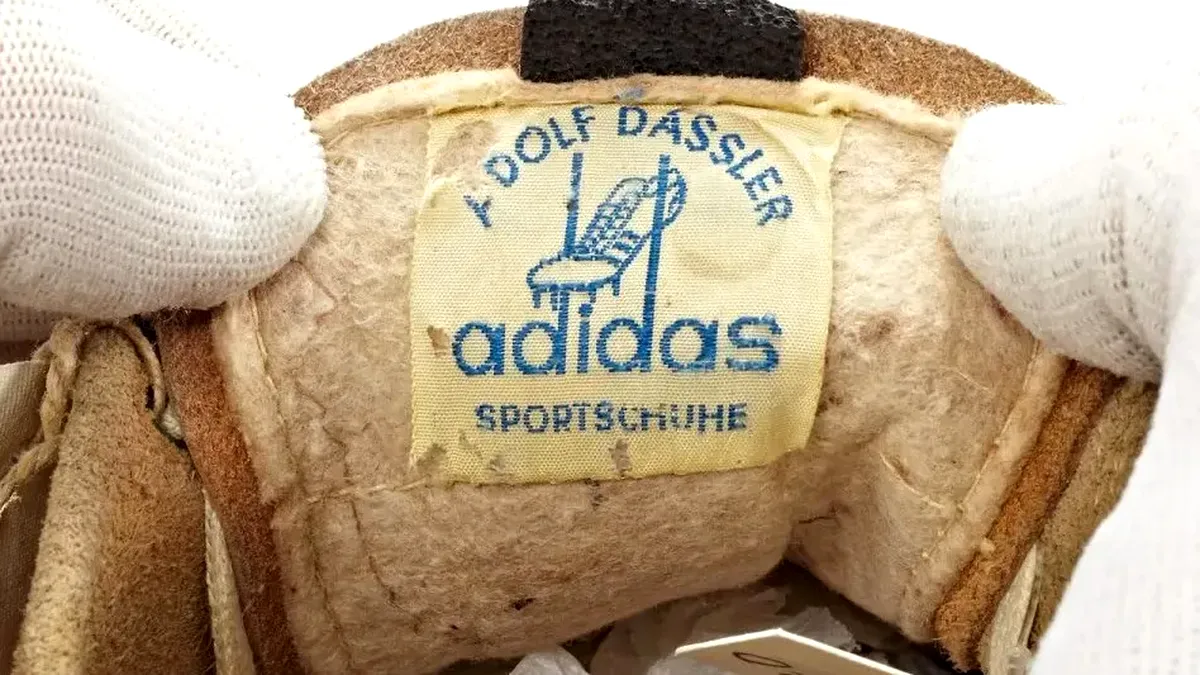 ADOLF DASSLER
adidas
SPORTSCHUHE